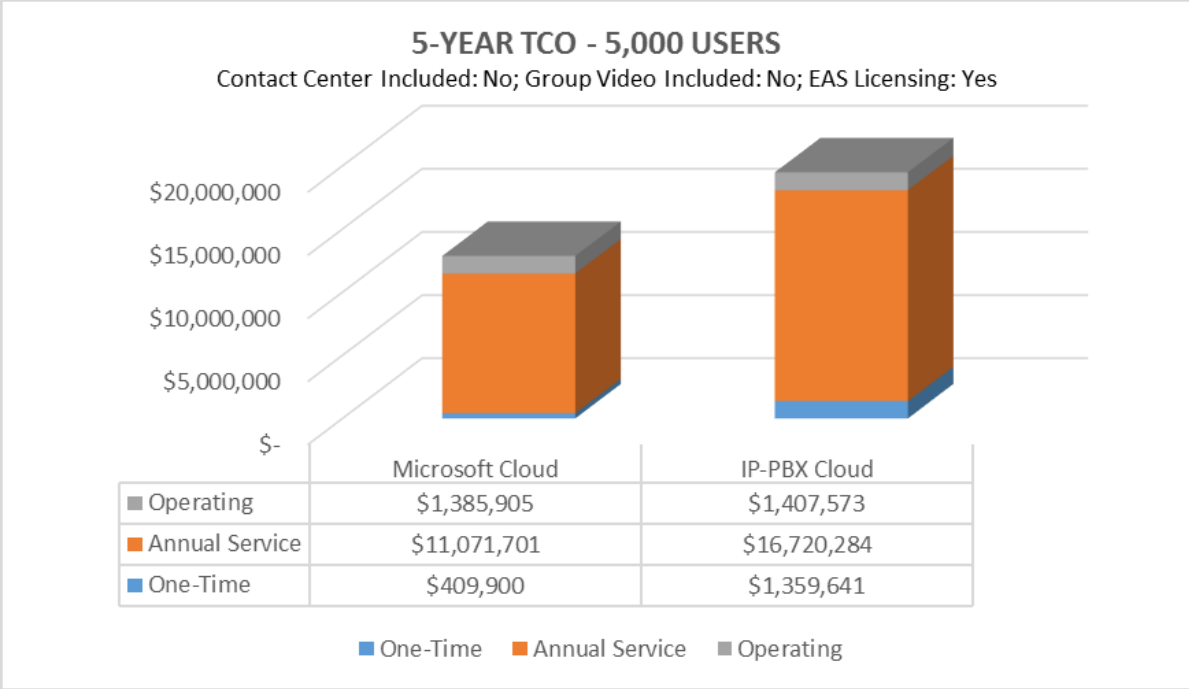 5-YEAR TCO - 5,000 USERS
Contact Center Included: No; Group Video Included: No; EAS Licensing: Yes
$20,000,000
$15,000,000
$10,000,000
$5,000,000
$-
Microsoft Cloud IP-PBX Cloud
Operating $1,385,905 $1,407,573
Annual Service $11,071,701 $16,720,284
One-Time $409,900 $1,359,641
One-Time Annual Service Operating